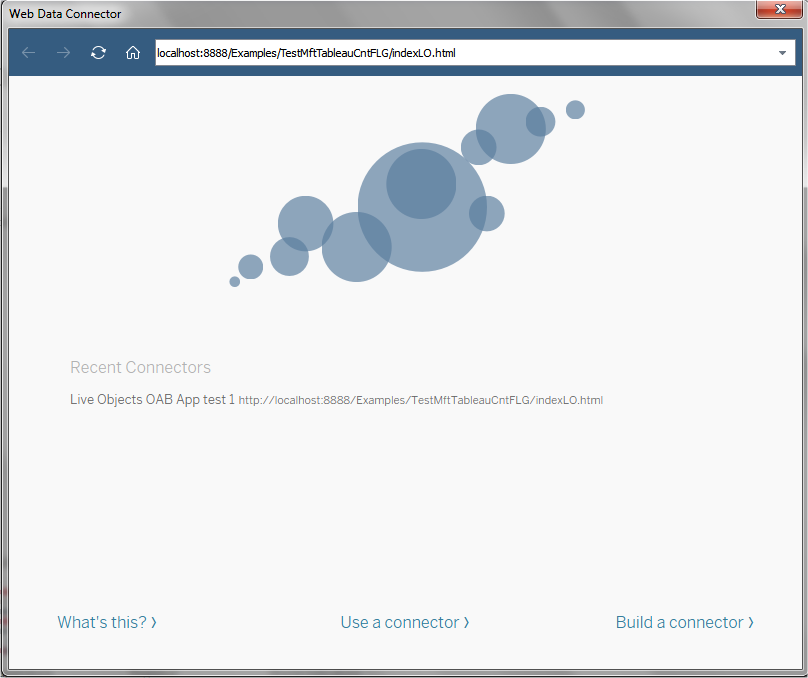 Web Data Connector
localhost:8888/Examples/TestMftTableauCntFLG/indexLO.html
Recent Connectors
Live Objects OAB App test 1 http://localhost:8888/Examples/TestMftTableauCntFLG/indexLO.html
What's this? › Use a connector › Build a connector ›